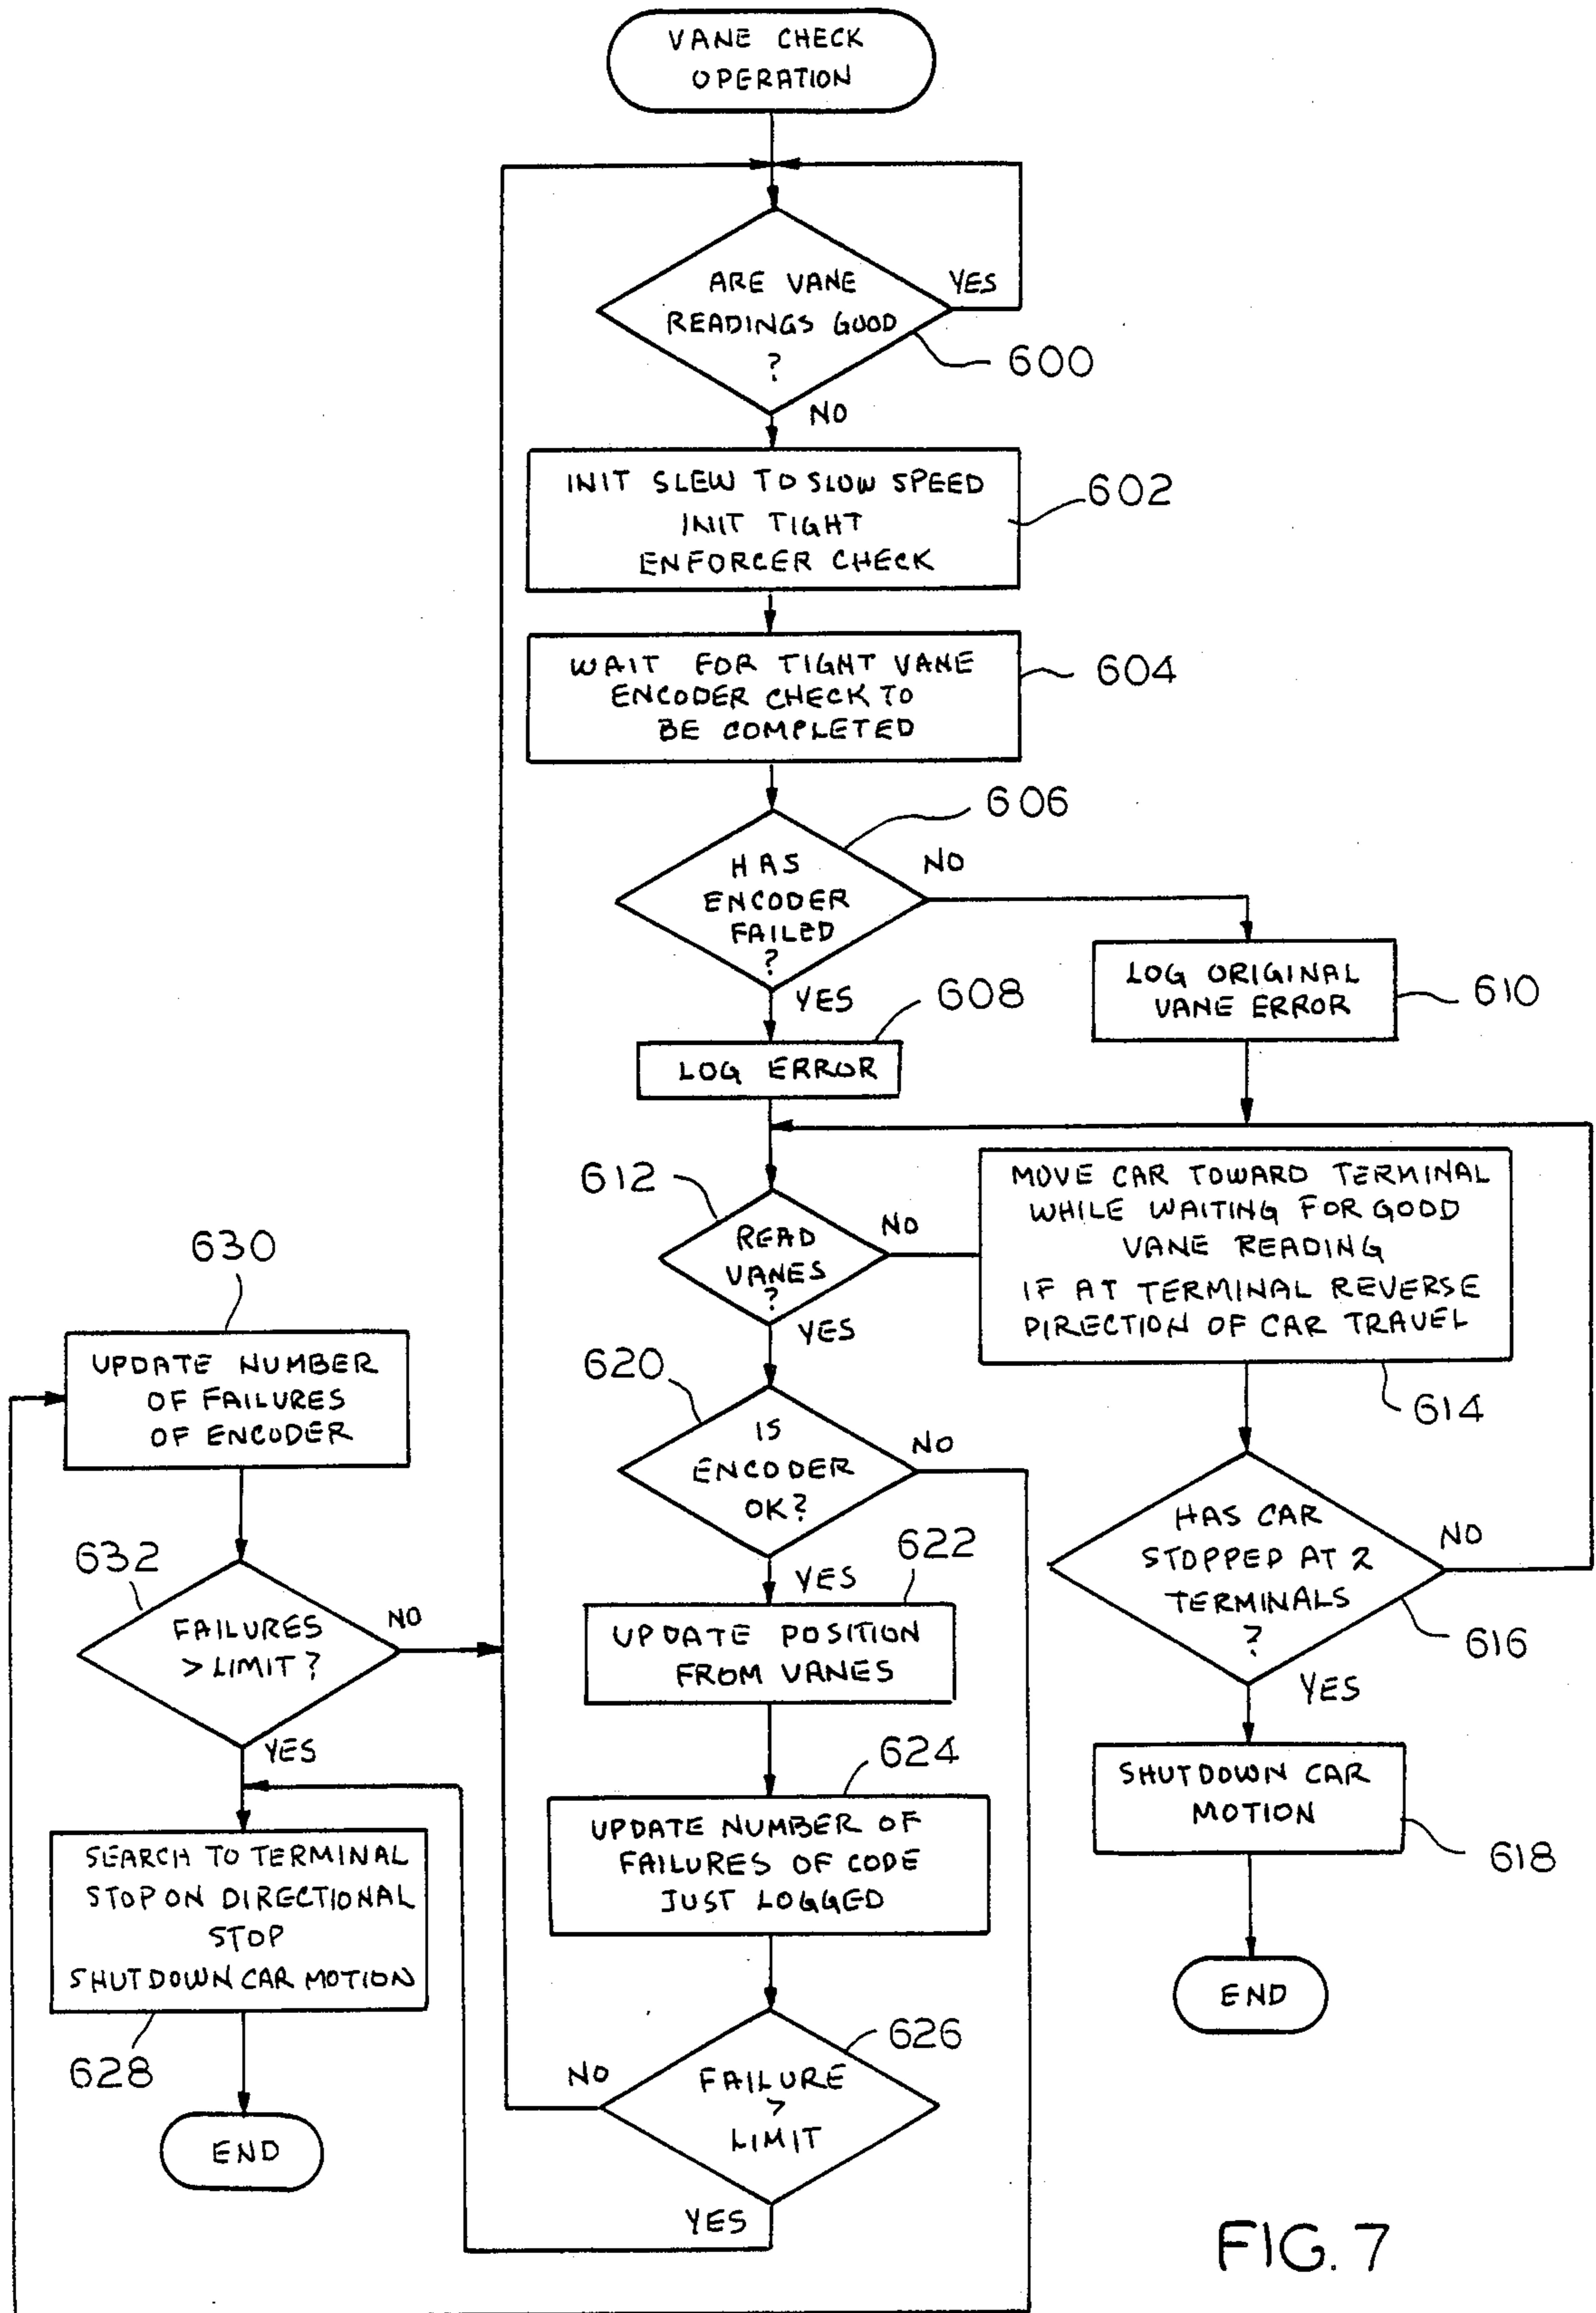 VANE CHECK
OPERATION
ARE VANE
READINGS GOOD
?
YES
600
NO
INIT SLEW TO SLOW SPEED
INIT TIGHT
ENFORCER CHECK
602
WAIT FOR TIGHT VANE
ENCODER CHECK TO
BE COMPLETED
604
606
HAS
ENCODER
FAILED
?
NO
YES
608
LOG ERROR
LOG ORIGINAL
VANE ERROR
610
612
READ
VANES
?
NO
YES
MOVE CAR TOWARD TERMINAL
WHILE WAITING FOR GOOD
VANE READING
IF AT TERMINAL REVERSE
DIRECTION OF CAR TRAVEL
614
630
UPDATE NUMBER
OF FAILURES
OF ENCODER
620
IS
ENCODER
OK?
NO
YES
622
HAS CAR
STOPPED AT 2
TERMINALS
?
NO
616
YES
632
FAILURES
> LIMIT?
NO
YES
UPDATE POSITION
FROM VANES
624
UPDATE NUMBER OF
FAILURES OF CODE
JUST LOGGED
SHUTDOWN CAR
MOTION
618
END
SEARCH TO TERMINAL
STOP ON DIRECTIONAL
STOP
SHUTDOWN CAR MOTION
628
END
626
FAILURE
>
LIMIT
NO
YES
FIG. 7